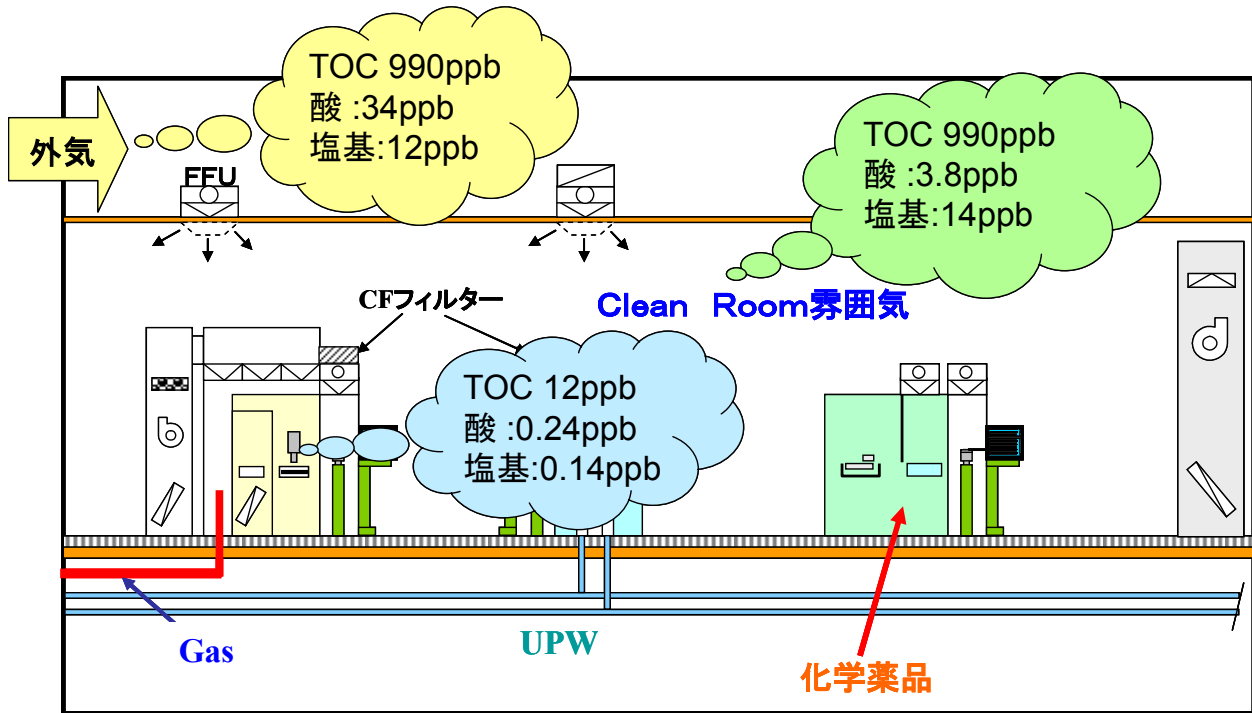 TOC 990ppb
酸 :34ppb
塩基:12ppb
外気
FFU
TOC 990ppb
酸 :3.8ppb
塩基:14ppb
CFフィルター
Clean Room雰囲気
TOC 12ppb
酸 :0.24ppb
塩基:0.14ppb
Gas
UPW
化学薬品